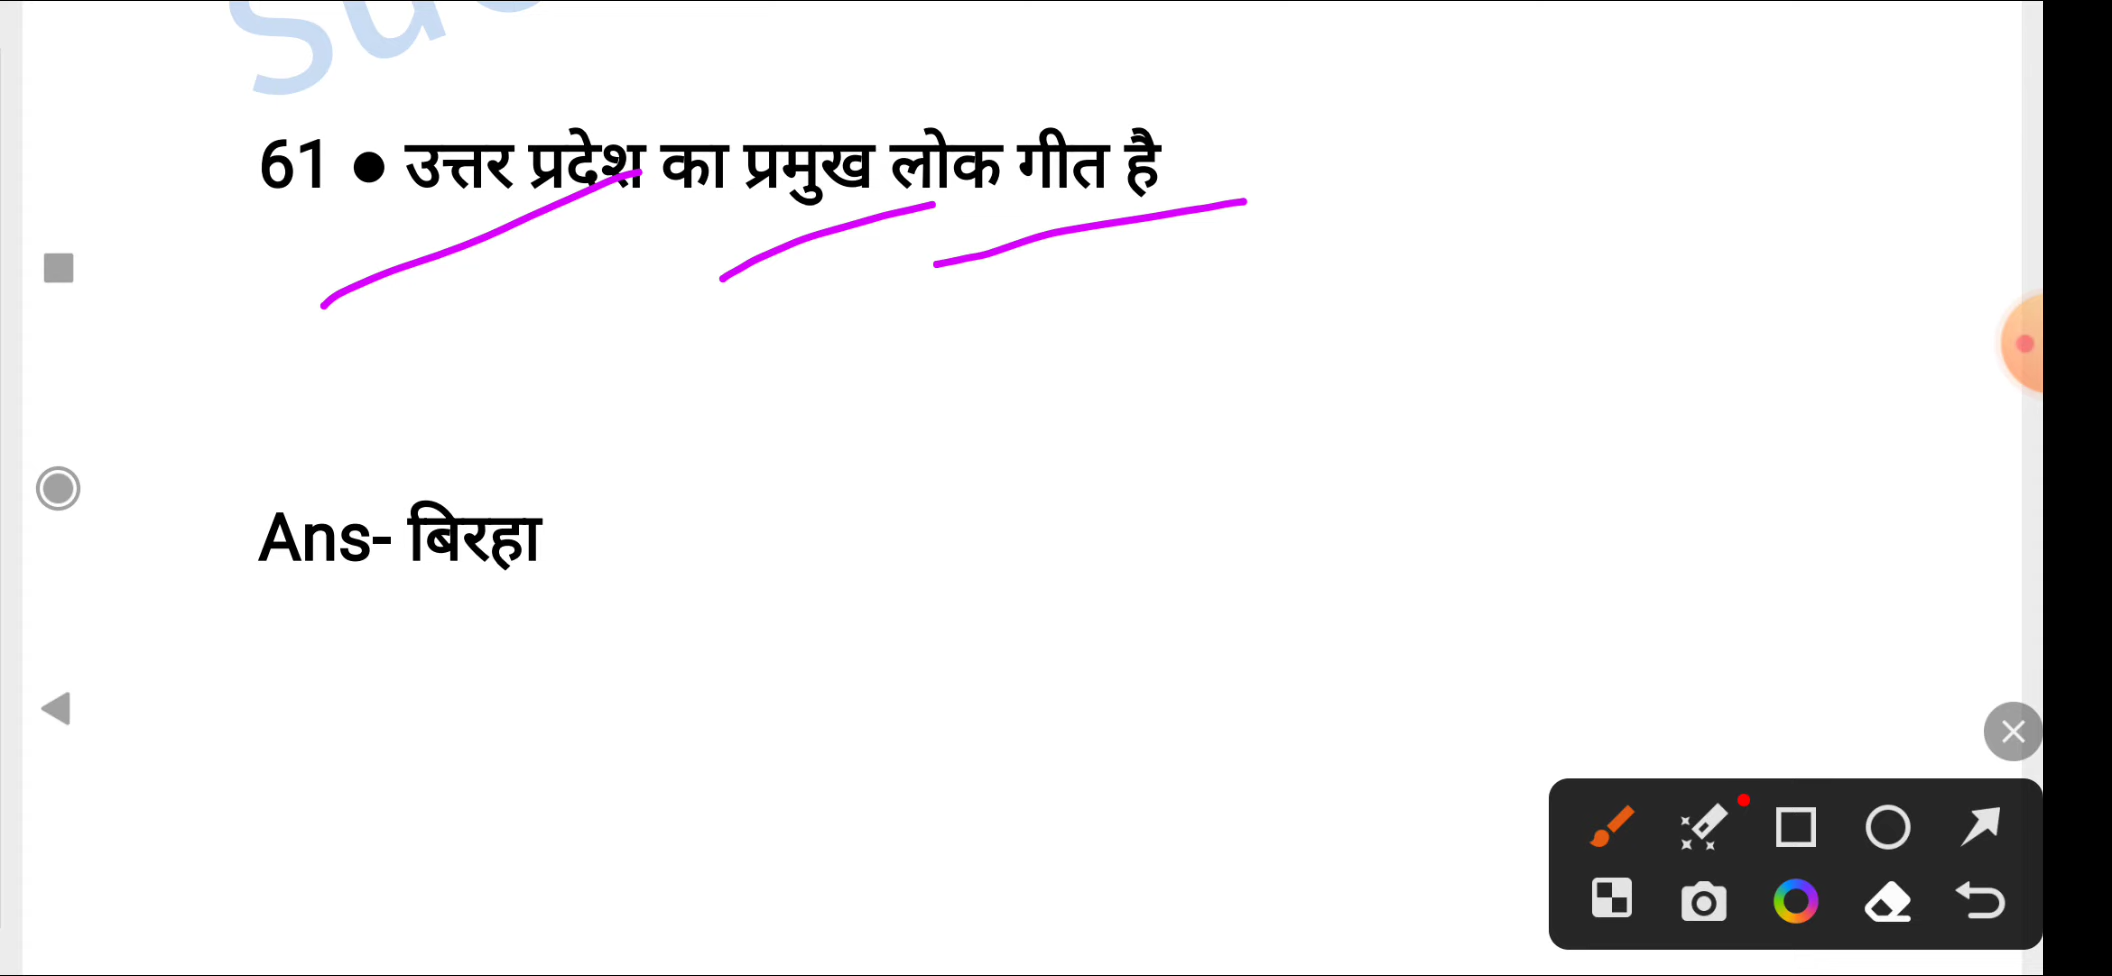 61 ● उत्तर प्रदेश का प्रमुख लोक गीत है
Ans- बिरहा